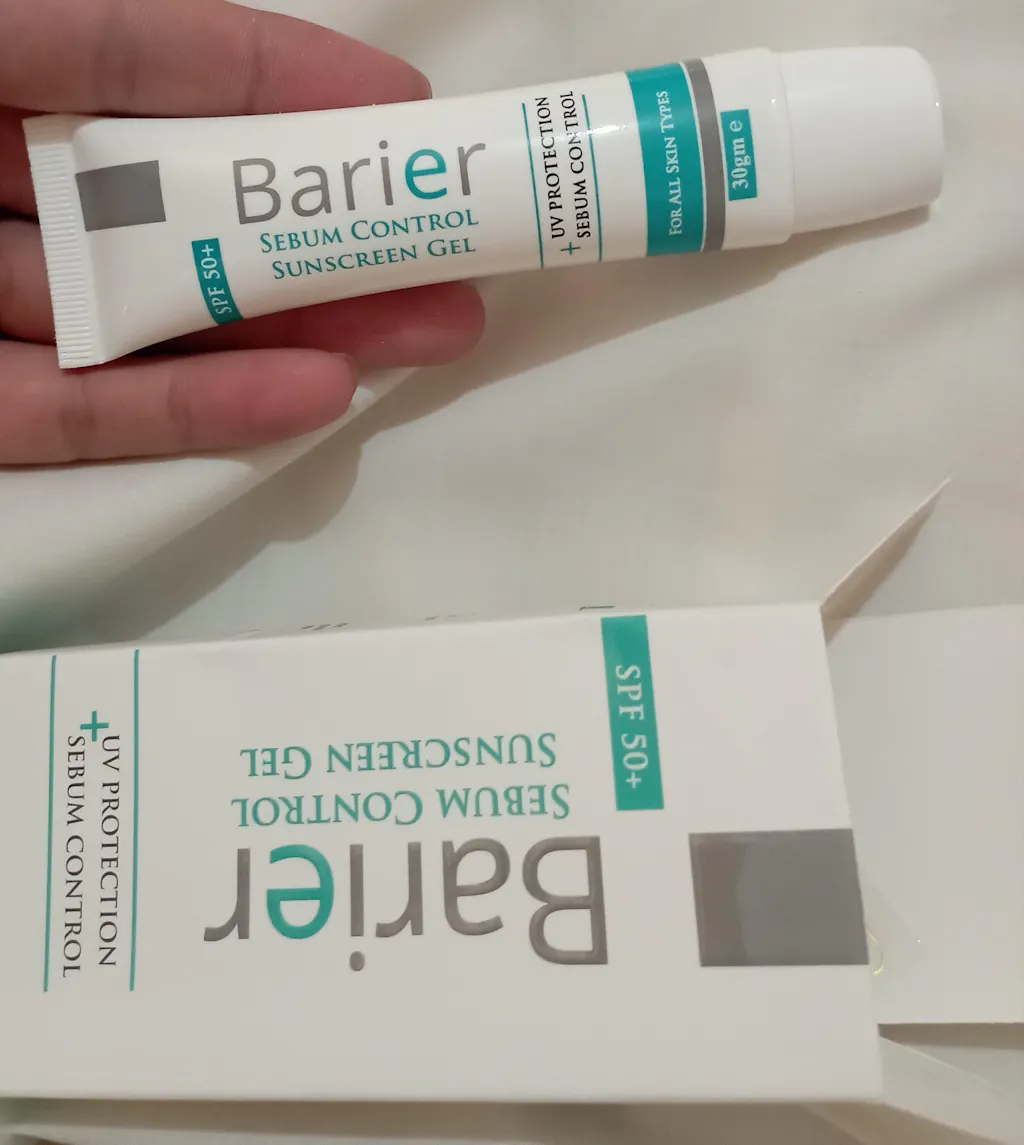 Barier
SEBUM CONTROL
SUNSCREEN GEL
SPF 50+
UV PROTECTION
+
SEBUM CONTROL
FOR ALL SKIN TYPES
30gm e
SPF 50+
Barier
SEBUM CONTROL
SUNSCREEN GEL
UV PROTECTION
+
SEBUM CONTROL